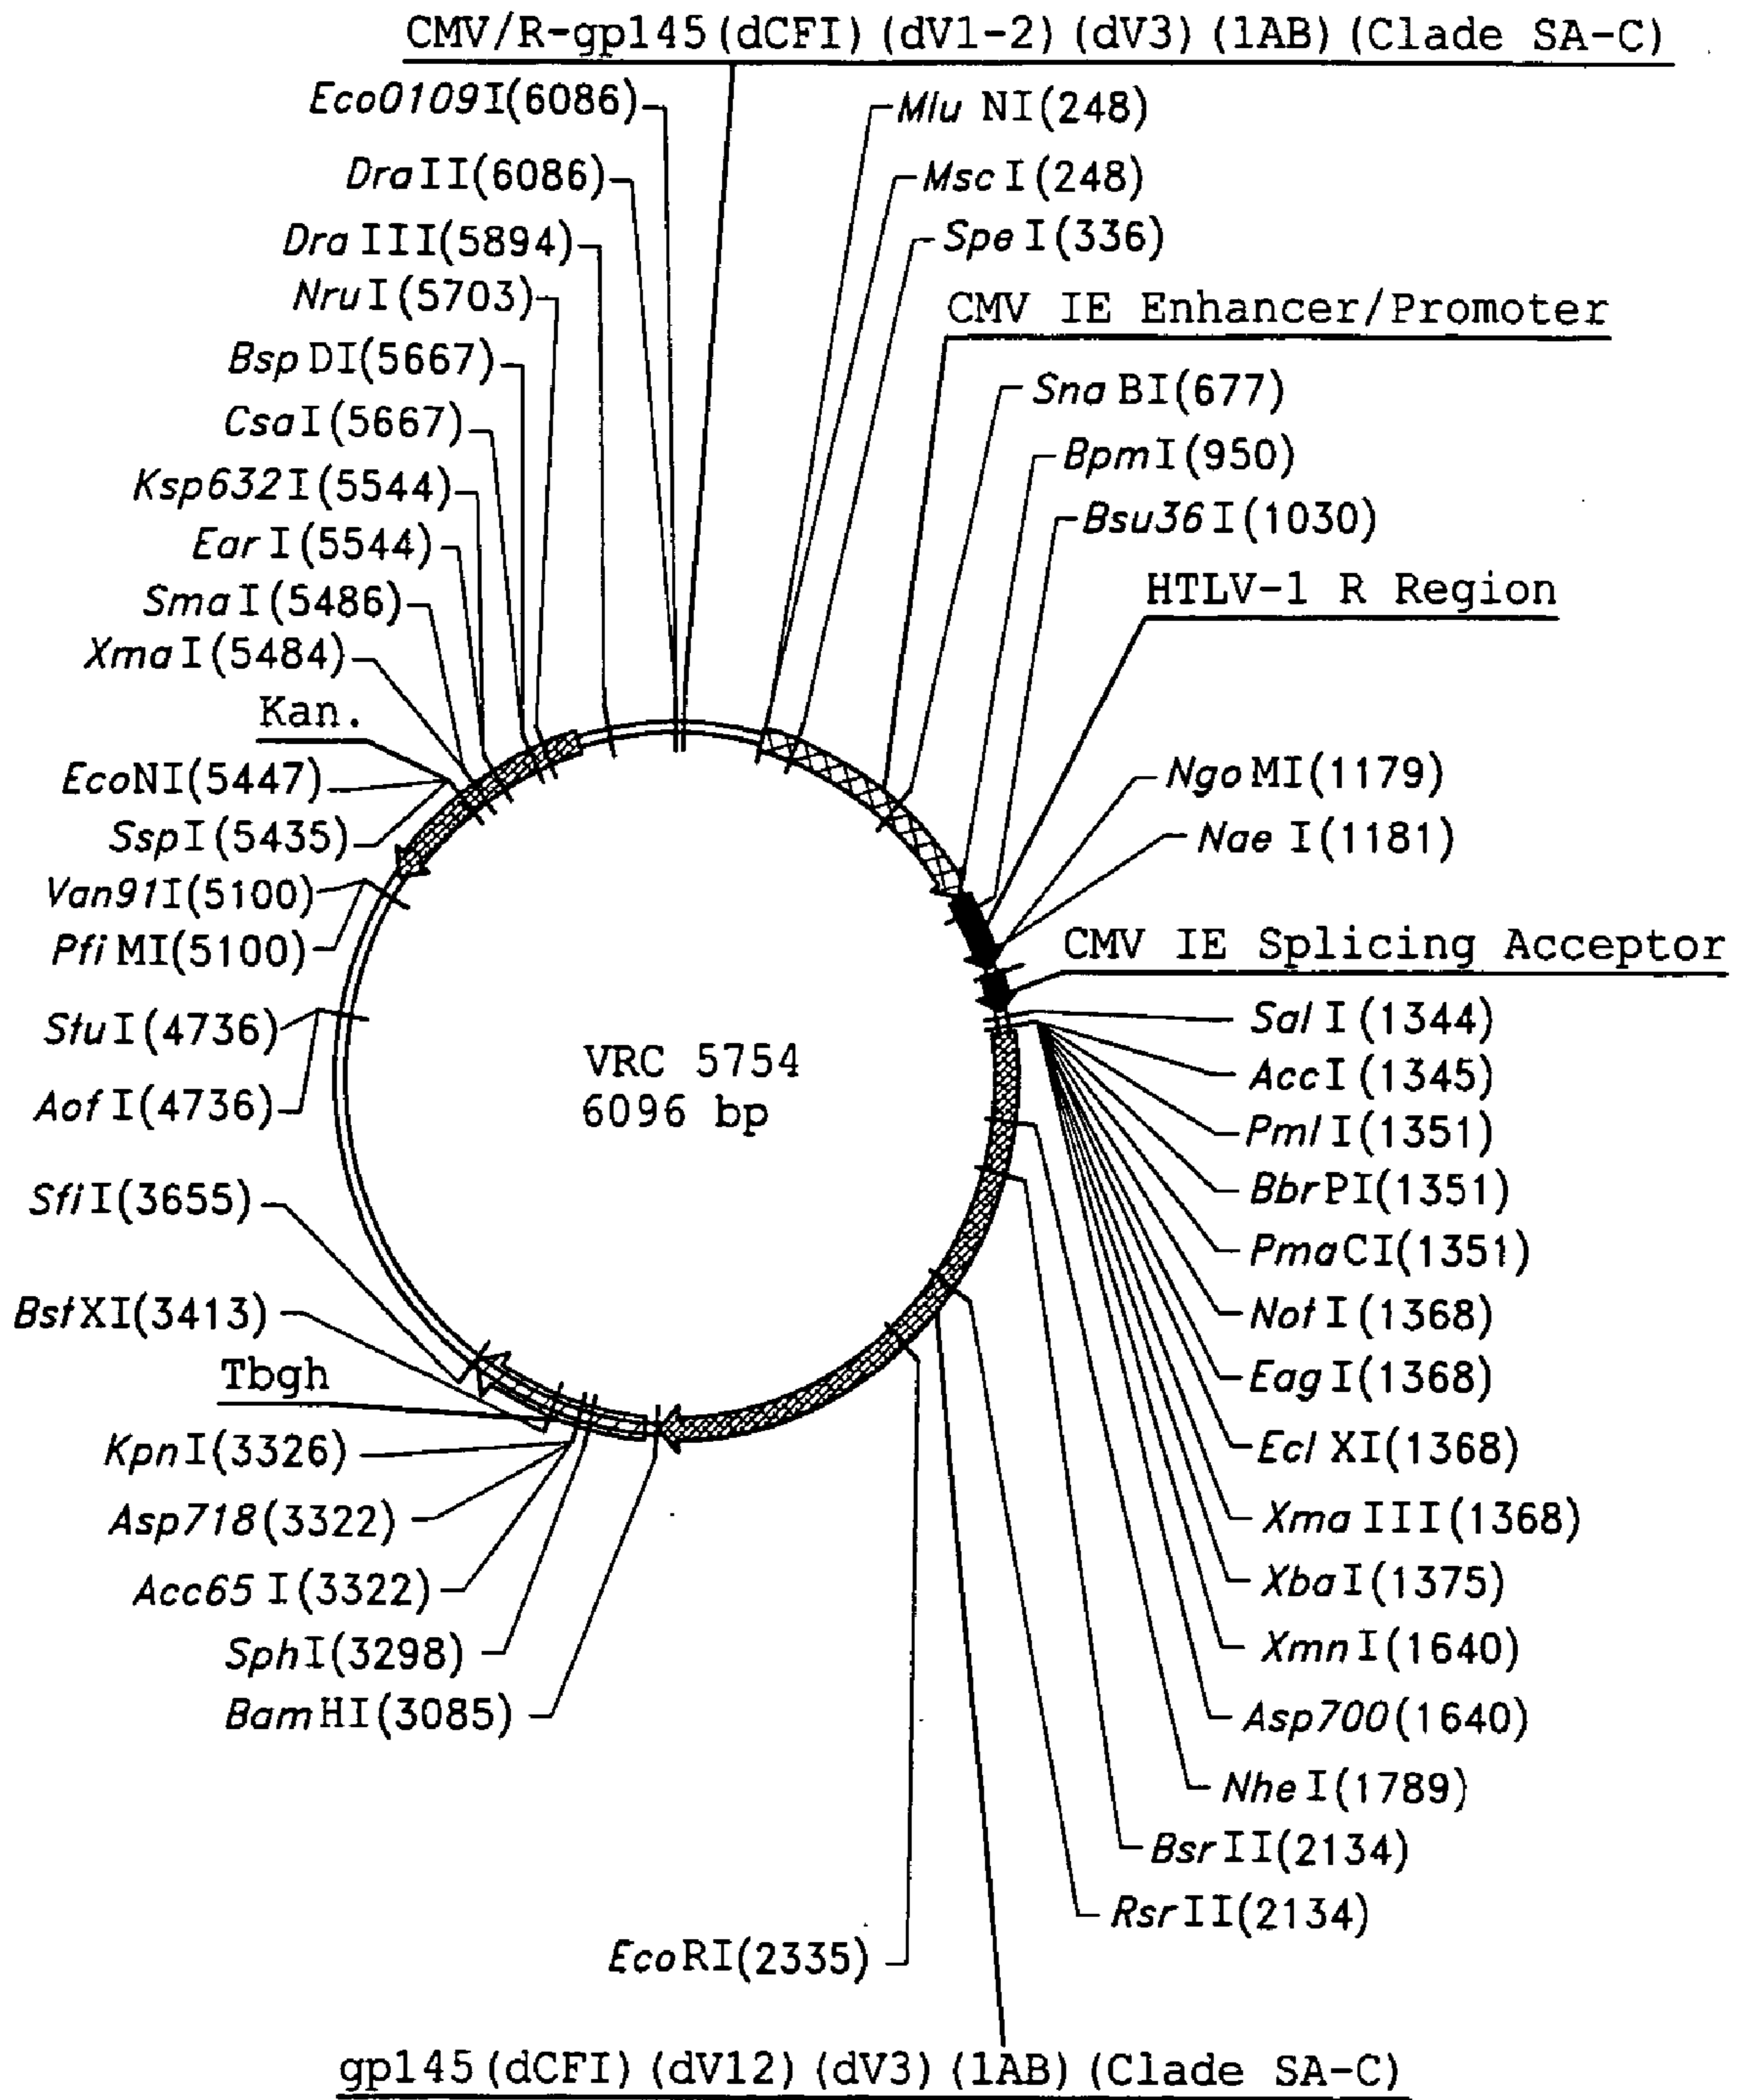 CMV/R-gp145(dCFI)(dV1-2)(dV3)(1AB)(Clade SA-C)
EcoO109I(6086)
DraII(6086)
DraIII(5894)
NruI(5703)
BspDI(5667)
CsaI(5667)
Ksp632I(5544)
EarI(5544)
SmaI(5486)
XmaI(5484)
Kan.
EcoNI(5447)
SspI(5435)
Van91I(5100)
PflMI(5100)
StuI(4736)
AofI(4736)
SfiI(3655)
BstXI(3413)
Tbgh
KpnI(3326)
Asp718(3322)
Acc65I(3322)
SphI(3298)
BamHI(3085)
MluNI(248)
MscI(248)
SpeI(336)
CMV IE Enhancer/Promoter
SnaBI(677)
BpmI(950)
Bsu36I(1030)
HTLV-1 R Region
NgoMI(1179)
NaeI(1181)
CMV IE Splicing Acceptor
SalI(1344)
AccI(1345)
PmlI(1351)
BbrPI(1351)
PmaCI(1351)
NotI(1368)
EagI(1368)
EclXI(1368)
XmaIII(1368)
XbaI(1375)
XmnI(1640)
Asp700(1640)
NheI(1789)
BsrII(2134)
RsrII(2134)
EcoRI(2335)
VRC 5754
6096 bp
gp145(dCFI)(dV12)(dV3)(1AB)(Clade SA-C)